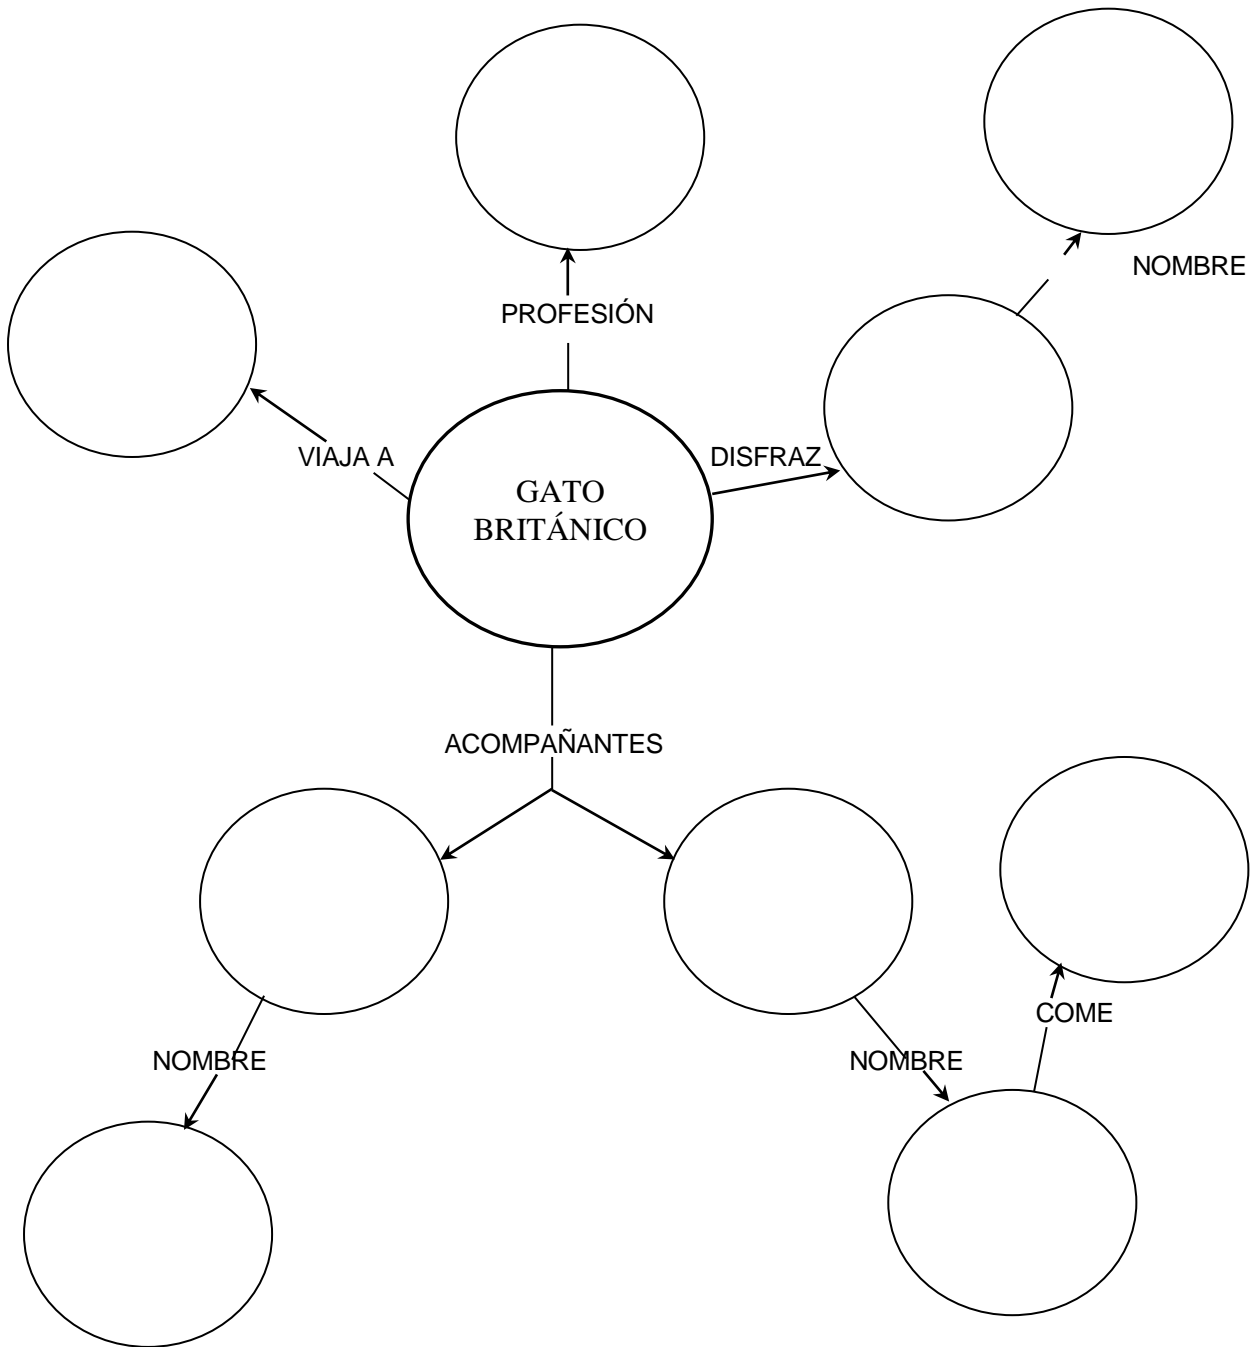 NOMBRE
PROFESIÓN
VIAJA A
DISFRAZ
GATO
BRITÁNICO
ACOMPAÑANTES
COME
NOMBRE
NOMBRE